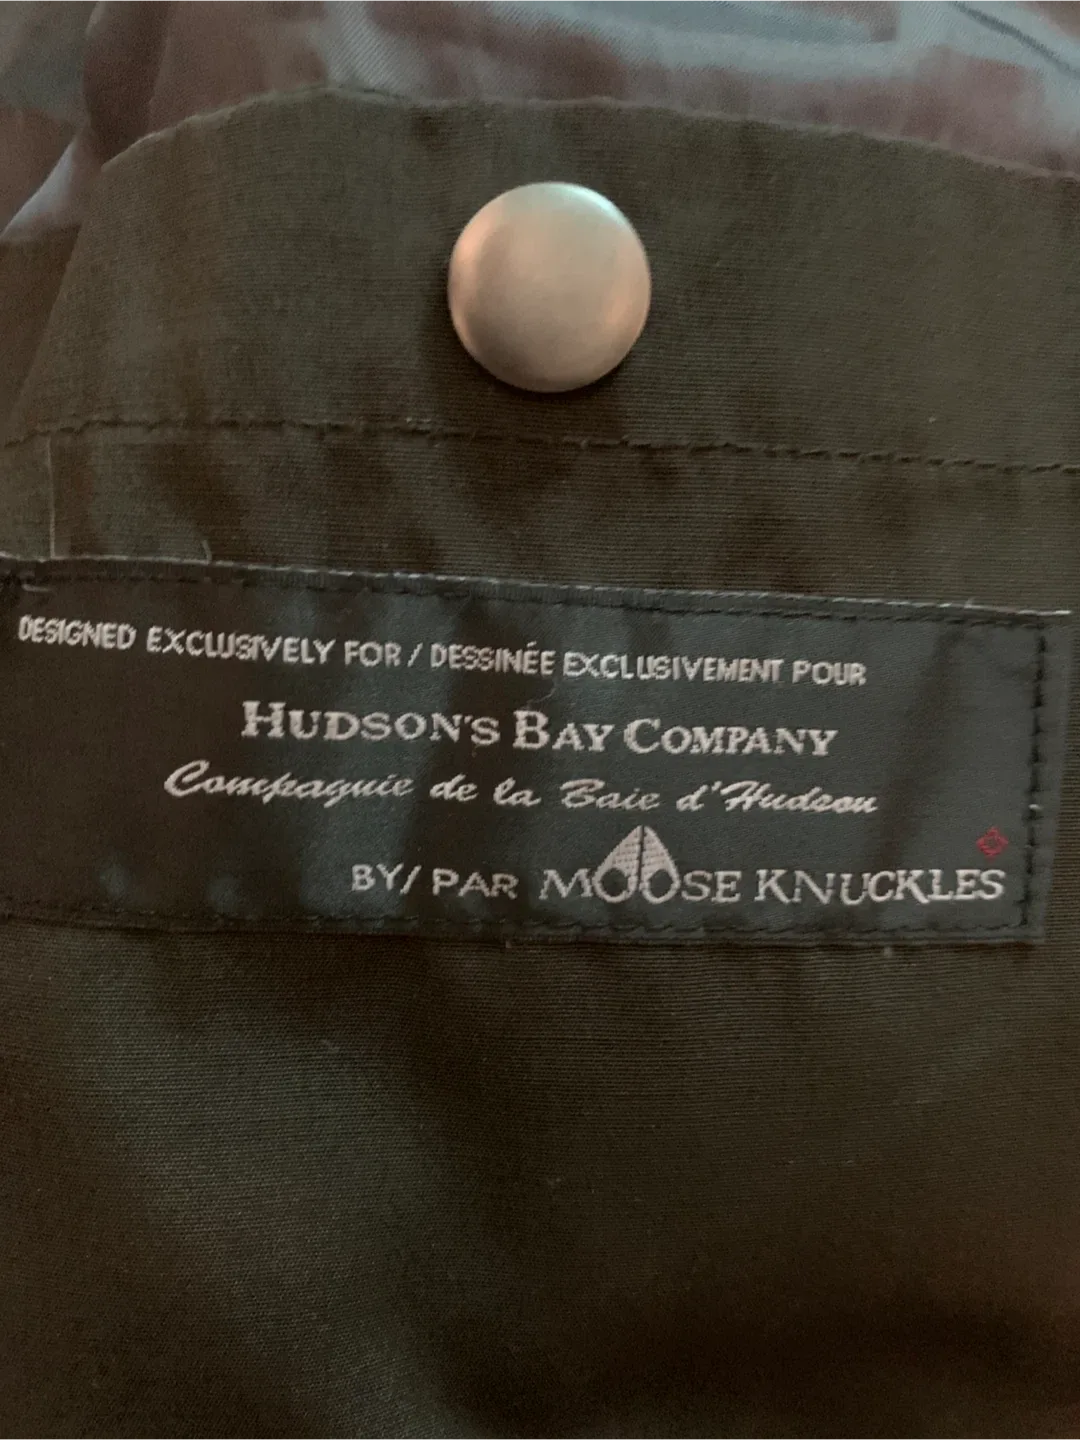 DESIGNED EXCLUSIVELY FOR / DESSINÉE EXCLUSIVEMENT POUR
HUDSON'S BAY COMPANY
Compagnie de la Baie d'Hudson
BY/ PAR MOOSE KNUCKLES